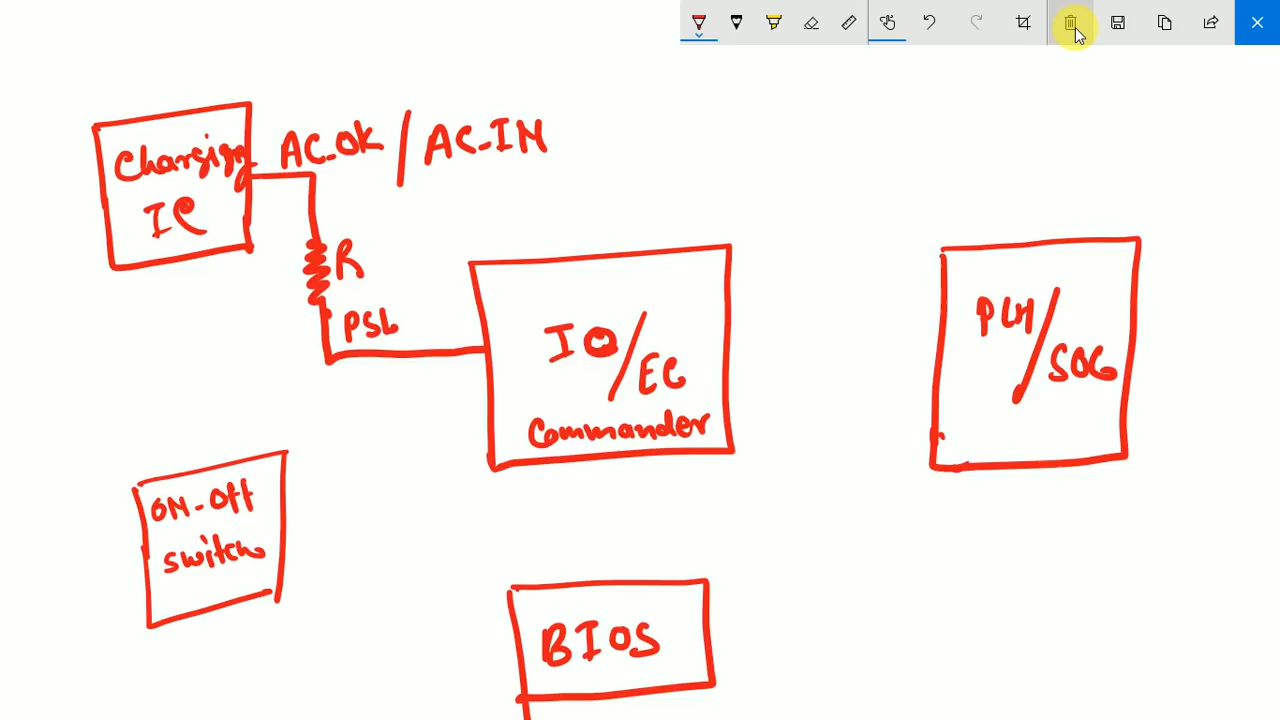 Charging
IC
AC-OK / AC-IN
R
PSL
IO/
EC
Commander
PCH/
SOC
ON-Off
switch
BIOS